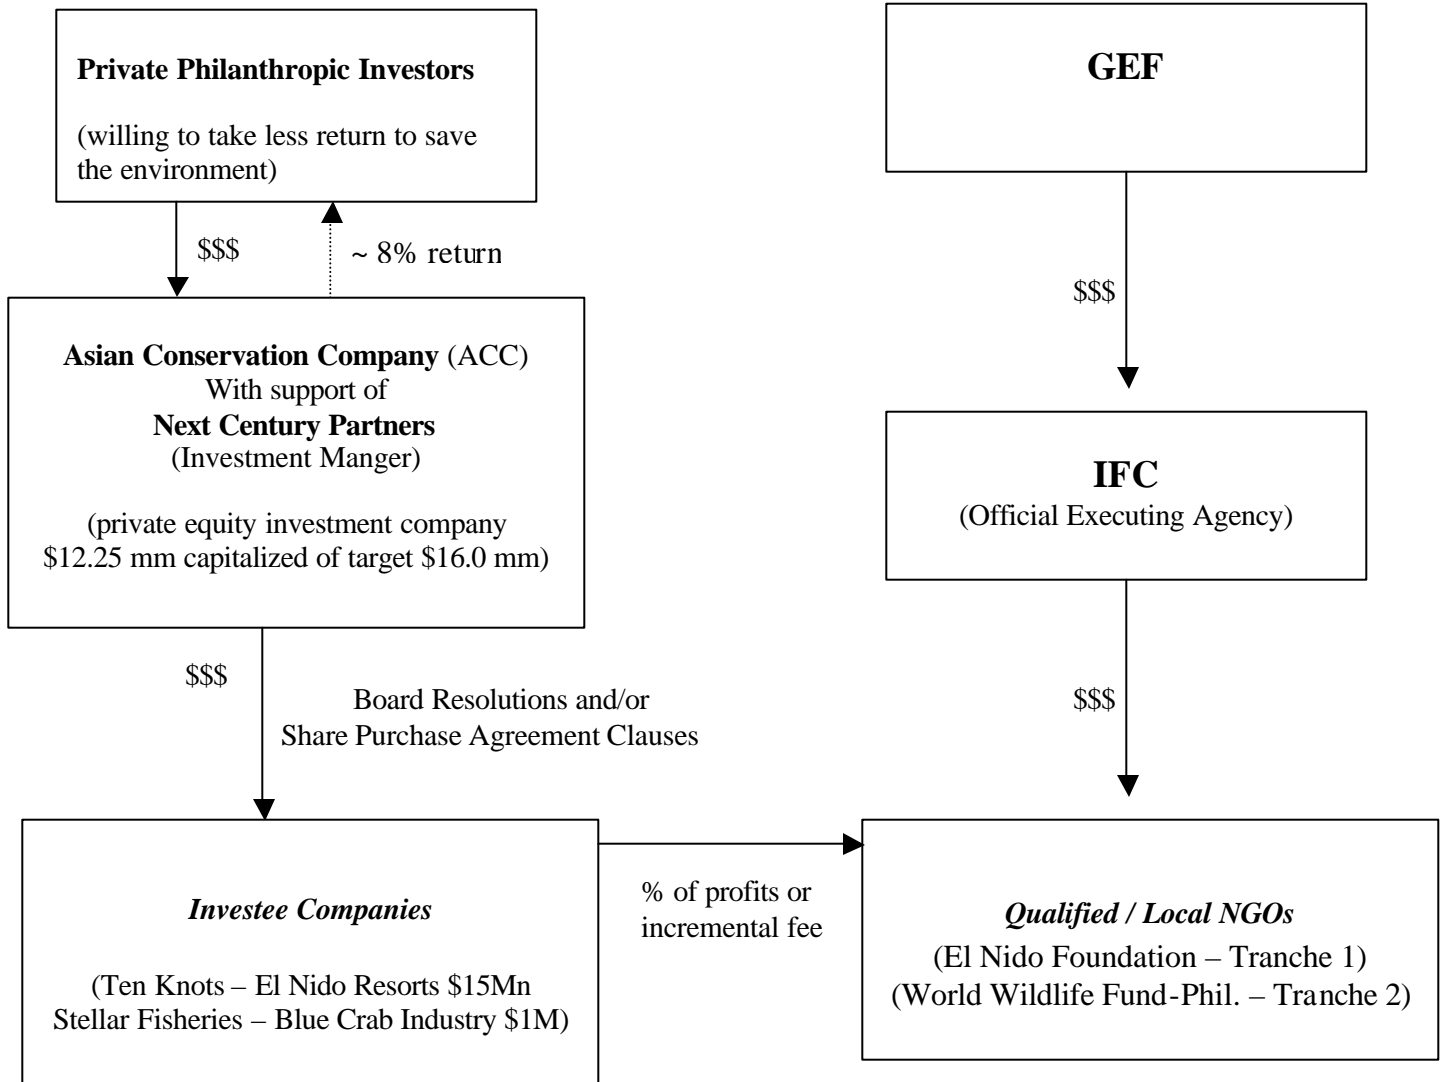 Private Philanthropic Investors
(willing to take less return to save
the environment)
$$$
~ 8% return
Asian Conservation Company (ACC)
With support of
Next Century Partners
(Investment Manger)
(private equity investment company
$12.25 mm capitalized of target $16.0 mm)
$$$
Board Resolutions and/or
Share Purchase Agreement Clauses
Investee Companies
(Ten Knots – El Nido Resorts $15Mn
Stellar Fisheries – Blue Crab Industry $1M)
% of profits or
incremental fee
GEF
$$$
IFC
(Official Executing Agency)
$$$
Qualified / Local NGOs
(El Nido Foundation – Tranche 1)
(World Wildlife Fund-Phil. – Tranche 2)